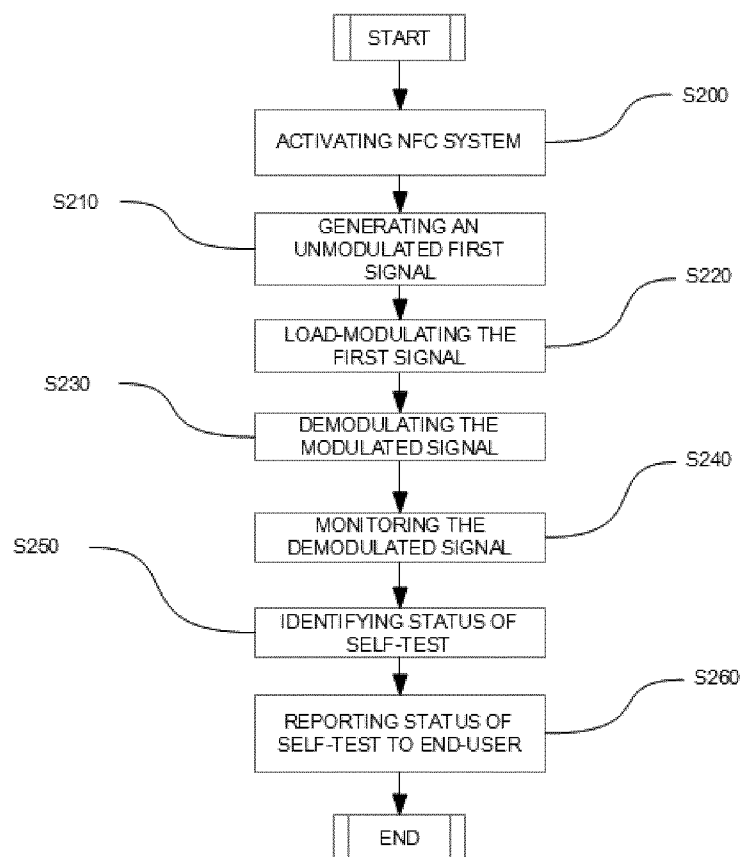 START
S200
ACTIVATING NFC SYSTEM
S210
GENERATING AN
UNMODULATED FIRST
SIGNAL
S220
LOAD-MODULATING THE
FIRST SIGNAL
S230
DEMODULATING THE
MODULATED SIGNAL
S240
MONITORING THE
DEMODULATED SIGNAL
S250
IDENTIFYING STATUS OF
SELF-TEST
S260
REPORTING STATUS OF
SELF-TEST TO END-USER
END